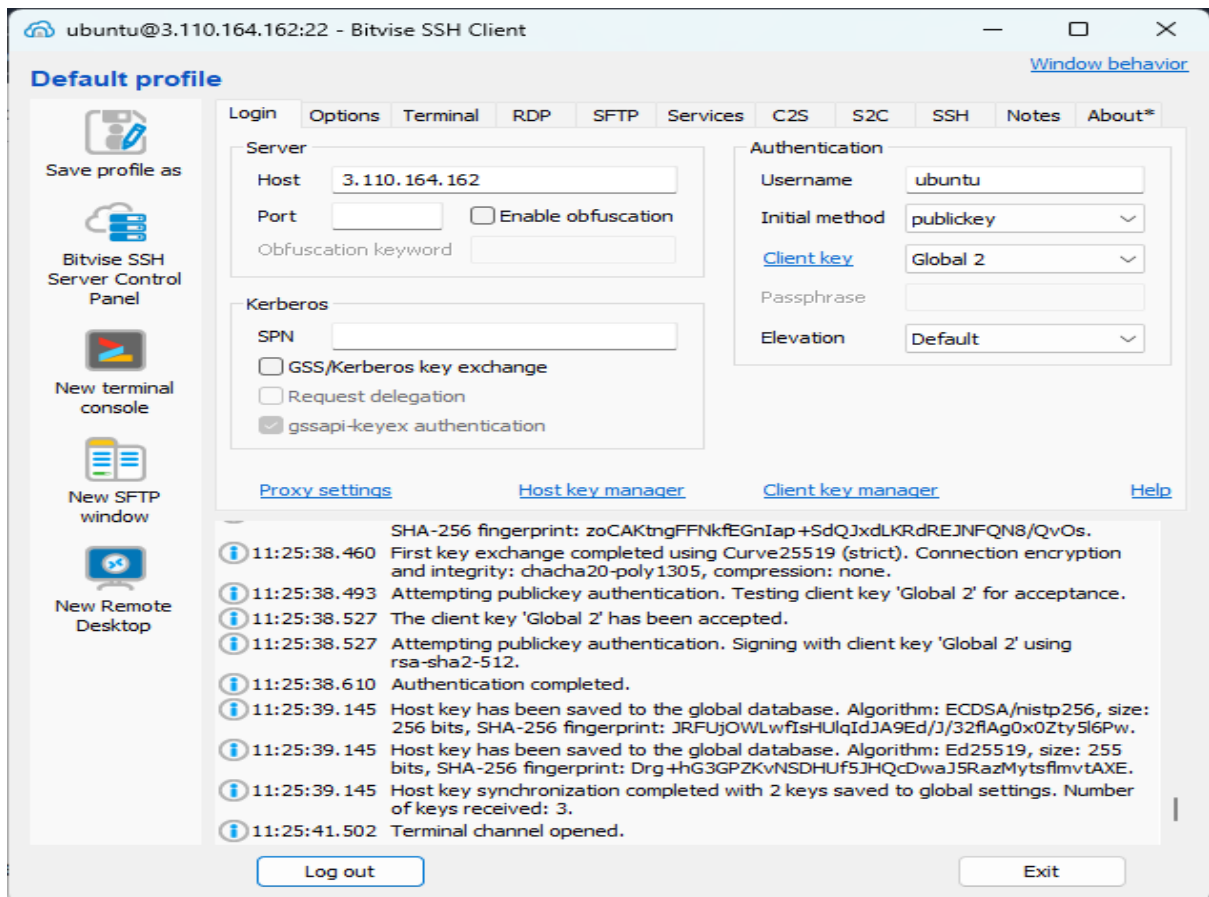 ubuntu@3.110.164.162:22 - Bitvise SSH Client
Default profile
Window behavior
Save profile as
Bitvise SSH
Server Control
Panel
New terminal
console
New SFTP
window
New Remote
Desktop
Login Options Terminal RDP SFTP Services C2S S2C SSH Notes About*
Server
Host 3.110.164.162
Port Enable obfuscation
Obfuscation keyword
Kerberos
SPN
GSS/Kerberos key exchange
Request delegation
gssapi-keyex authentication
Authentication
Username ubuntu
Initial method publickey
Client key Global 2
Passphrase
Elevation Default
Proxy settings Host key manager Client key manager Help
SHA-256 fingerprint: zoCAKtngFFNkfEGnIap+SdQJxdLKRdREJNFQN8/QvOs.
11:25:38.460 First key exchange completed using Curve25519 (strict). Connection encryption
and integrity: chacha20-poly1305, compression: none.
11:25:38.493 Attempting publickey authentication. Testing client key 'Global 2' for acceptance.
11:25:38.527 The client key 'Global 2' has been accepted.
11:25:38.527 Attempting publickey authentication. Signing with client key 'Global 2' using
rsa-sha2-512.
11:25:38.610 Authentication completed.
11:25:39.145 Host key has been saved to the global database. Algorithm: ECDSA/nistp256, size:
256 bits, SHA-256 fingerprint: JRFUjOWLwfIsHUlqIdJA9Ed/J/32flAg0x0Zty5l6Pw.
11:25:39.145 Host key has been saved to the global database. Algorithm: Ed25519, size: 255
bits, SHA-256 fingerprint: Drg+hG3GPZKvNSDHUf5JHQcDwaJ5RazMytsflmvtAXE.
11:25:39.145 Host key synchronization completed with 2 keys saved to global settings. Number
of keys received: 3.
11:25:41.502 Terminal channel opened.
Log out Exit